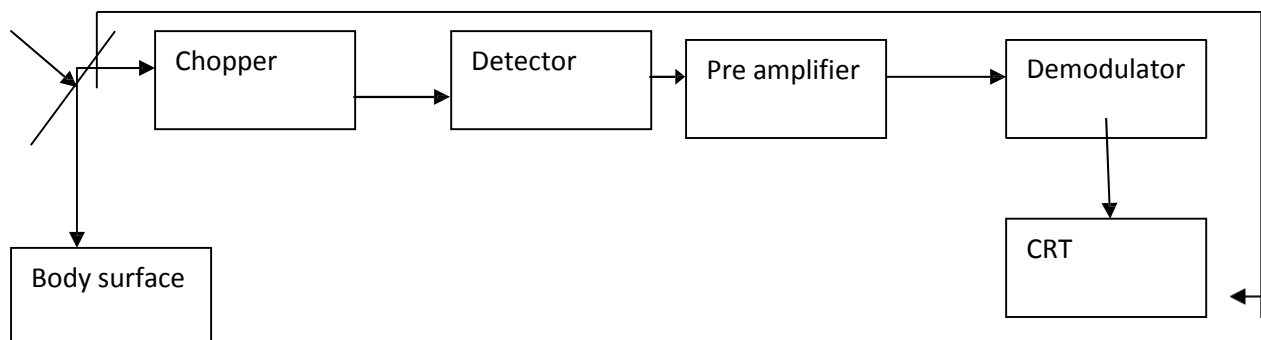 Chopper
Detector
Pre amplifier
Demodulator
Body surface
CRT